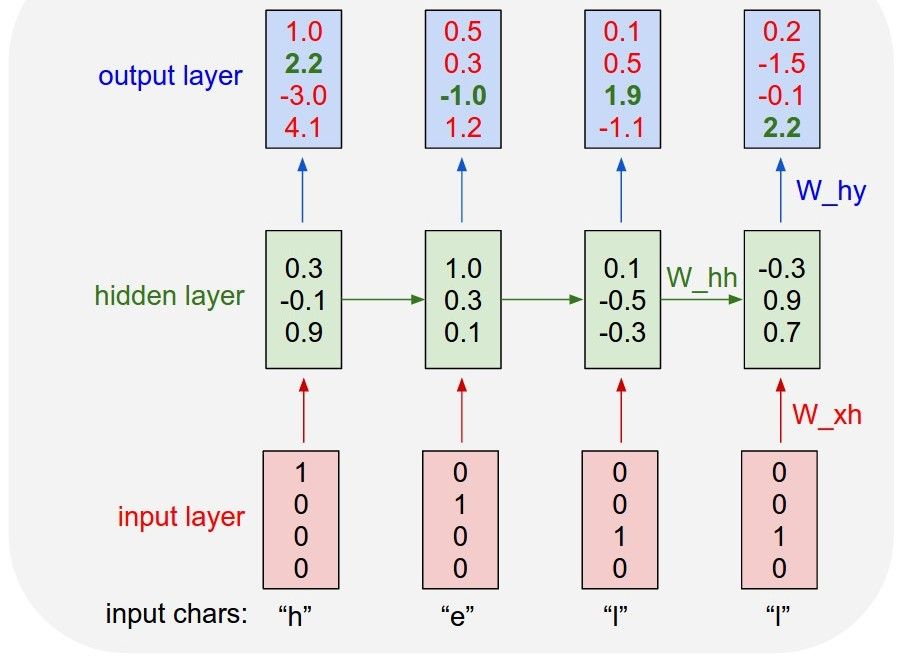 1.0 0.5 0.1 0.2
2.2 0.3 0.5 -1.5
output layer
-3.0 -1.0 1.9 -0.1
4.1 1.2 -1.1 2.2
W_hy
0.3 1.0 0.1 -0.3
W_hh
hidden layer -0.1 0.3 -0.5 0.9
0.9 0.1 -0.3 0.7
W_xh
1 0 0 0
0 1 0 0
input layer
0 0 1 1
0 0 0 0
input chars: “h” “e” “l” “l”